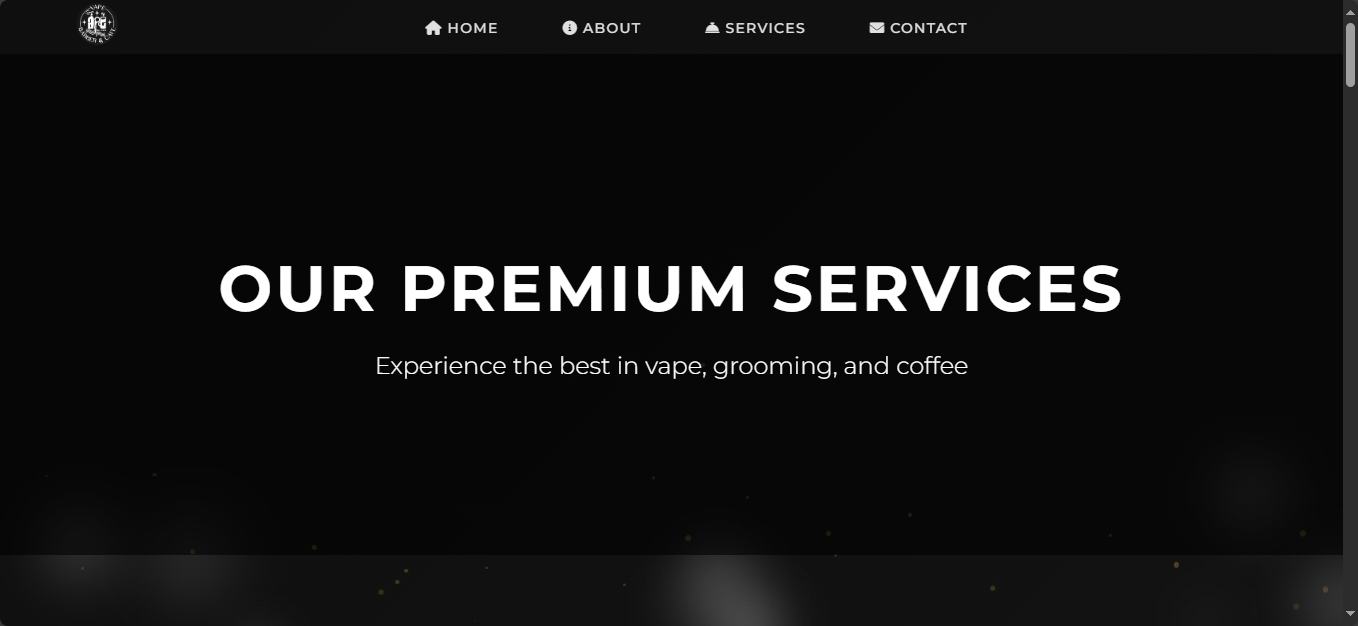 HOME ABOUT SERVICES CONTACT
OUR PREMIUM SERVICES
Experience the best in vape, grooming, and coffee